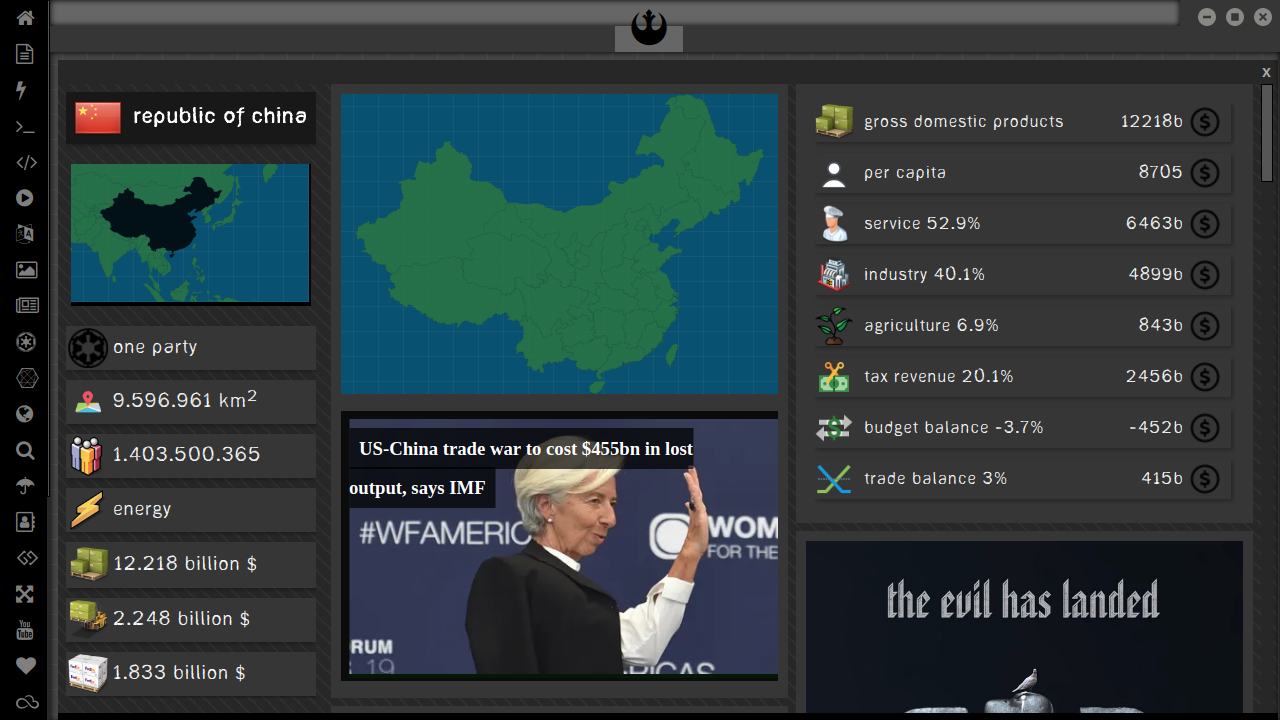 x
republic of china
one party
9.596.961 km²
1.403.500.365
energy
12.218 billion $
2.248 billion $
1.833 billion $
US-China trade war to cost $455bn in lost
output, says IMF
#WFAMERIC
WOM
FOR THE
RUM
19
RICAS
gross domestic products 12218b $
per capita 8705 $
service 52.9% 6463b $
industry 40.1% 4899b $
agriculture 6.9% 843b $
tax revenue 20.1% 2456b $
budget balance -3.7% -452b $
trade balance 3% 415b $
the evil has landed
You
Tube